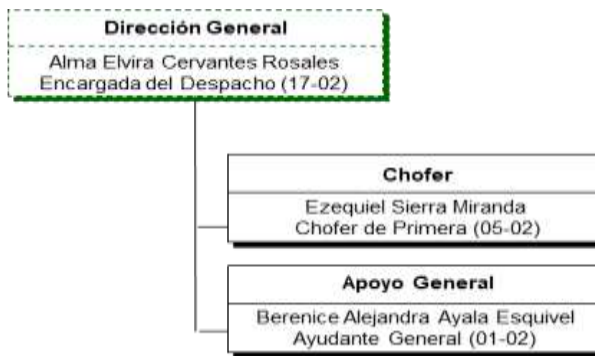 Dirección General
Alma Elvira Cervantes Rosales
Encargada del Despacho (17-02)
Chofer
Ezequiel Sierra Miranda
Chofer de Primera (05-02)
Apoyo General
Berenice Alejandra Ayala Esquivel
Ayudante General (01-02)